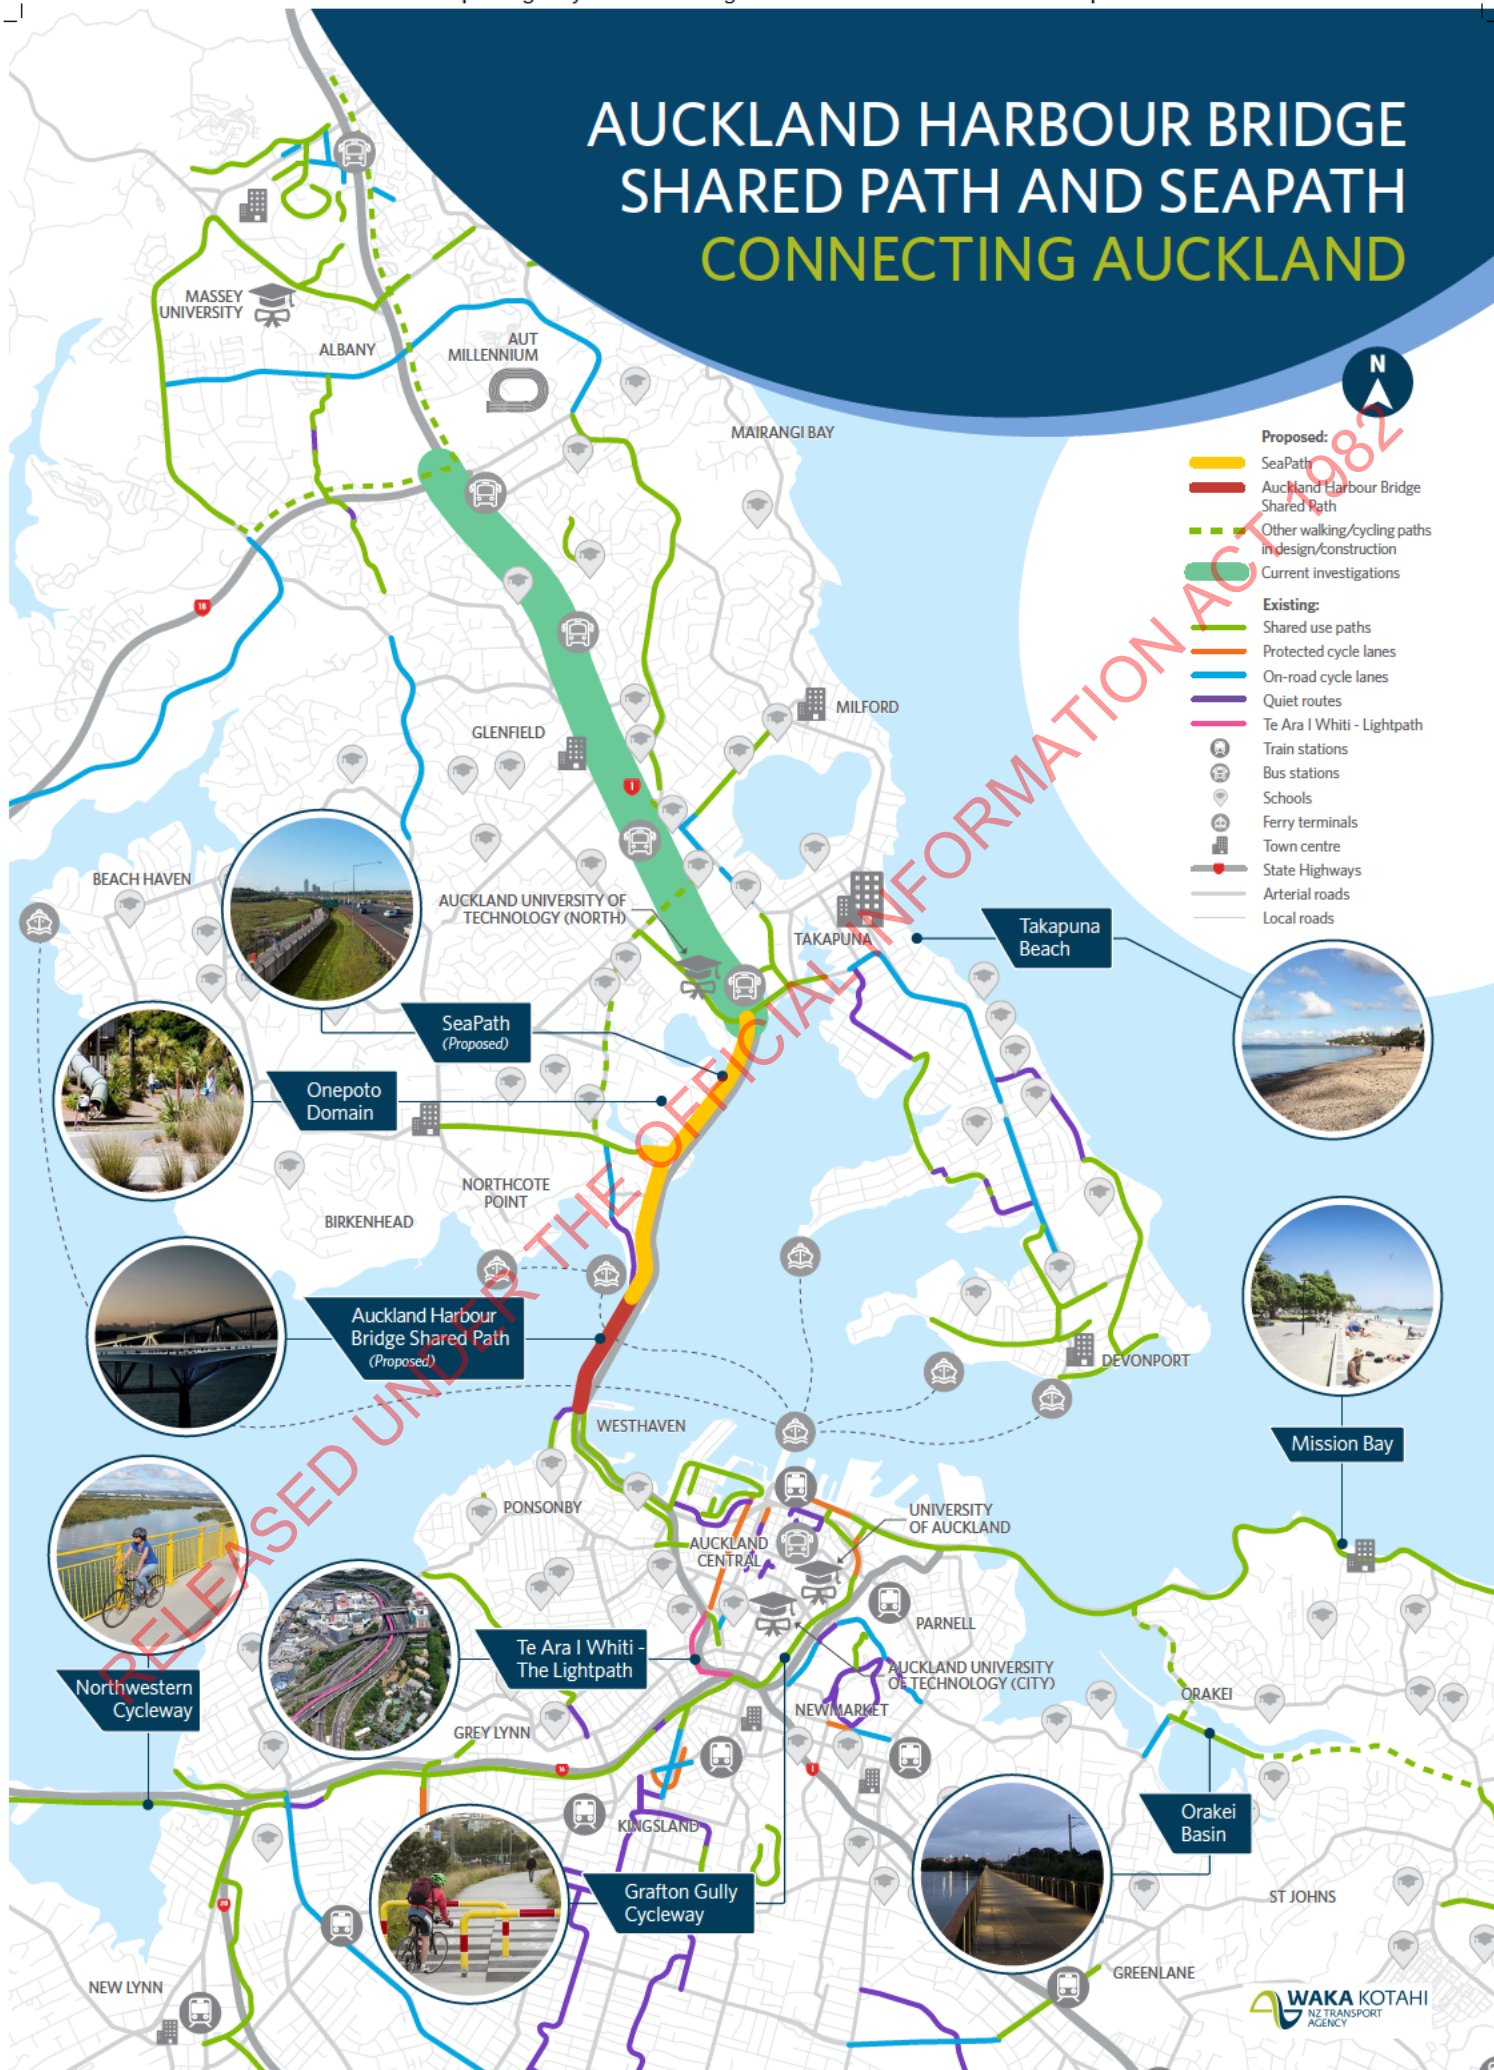 AUCKLAND HARBOUR BRIDGE
SHARED PATH AND SEAPATH
CONNECTING AUCKLAND
N
Proposed:
SeaPath
Auckland Harbour Bridge
Shared Path
Other walking/cycling paths
in design/construction
Current investigations
Existing:
Shared use paths
Protected cycle lanes
On-road cycle lanes
Quiet routes
Te Ara I Whiti - Lightpath
Train stations
Bus stations
Schools
Ferry terminals
Town centre
State Highways
Arterial roads
Local roads
MASSEY
UNIVERSITY
ALBANY
AUT
MILLENNIUM
MAIRANGI BAY
18
GLENFIELD
MILFORD
1
BEACH HAVEN
AUCKLAND UNIVERSITY OF
TECHNOLOGY (NORTH)
TAKAPUNA
Takapuna
Beach
SeaPath
(Proposed)
Onepoto
Domain
NORTHCOTE
POINT
BIRKENHEAD
Auckland Harbour
Bridge Shared Path
(Proposed)
DEVONPORT
WESTHAVEN
Mission Bay
PONSONBY
UNIVERSITY
OF AUCKLAND
AUCKLAND
CENTRAL
PARNELL
Te Ara I Whiti -
The Lightpath
AUCKLAND UNIVERSITY
OF TECHNOLOGY (CITY)
Northwestern
Cycleway
ORAKEI
NEWMARKET
GREY LYNN
16
1
KINGSLAND
Orakei
Basin
Grafton Gully
Cycleway
ST JOHNS
20
NEW LYNN
GREENLANE
WAKA KOTAHI
NZ TRANSPORT
AGENCY
RELEASED UNDER THE OFFICIAL INFORMATION ACT 1982